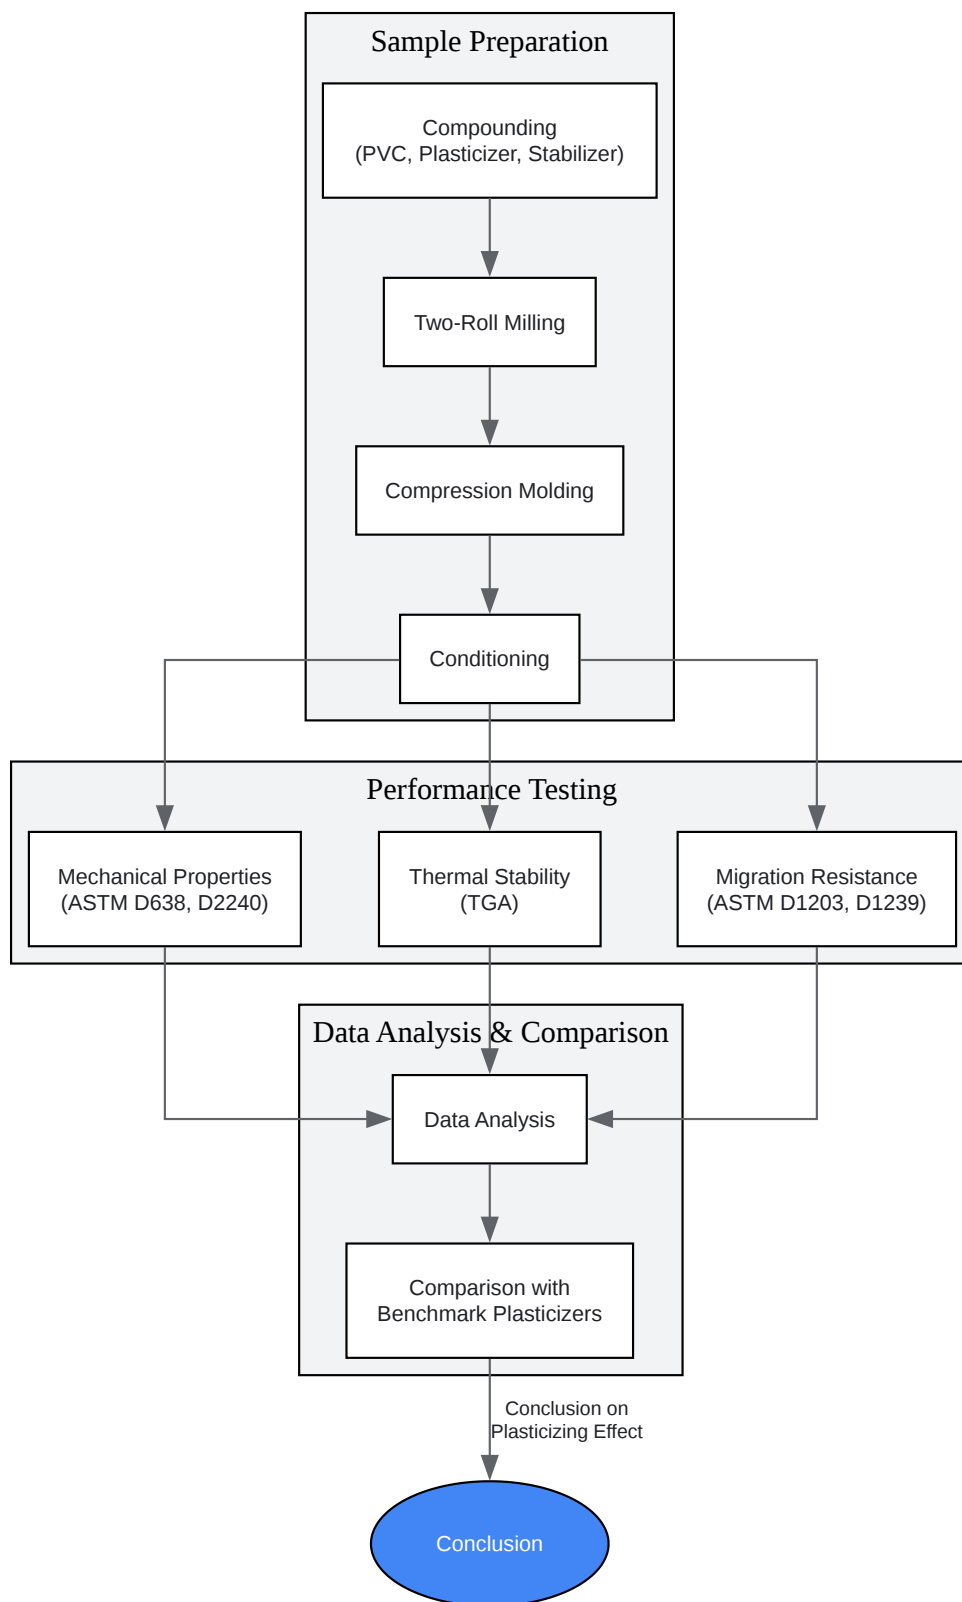 Sample Preparation
Compounding
(PVC, Plasticizer, Stabilizer)
Two-Roll Milling
Compression Molding
Conditioning
Performance Testing
Mechanical Properties
(ASTM D638, D2240)
Thermal Stability
(TGA)
Migration Resistance
(ASTM D1203, D1239)
Data Analysis & Comparison
Data Analysis
Comparison with
Benchmark Plasticizers
Conclusion on
Plasticizing Effect
Conclusion